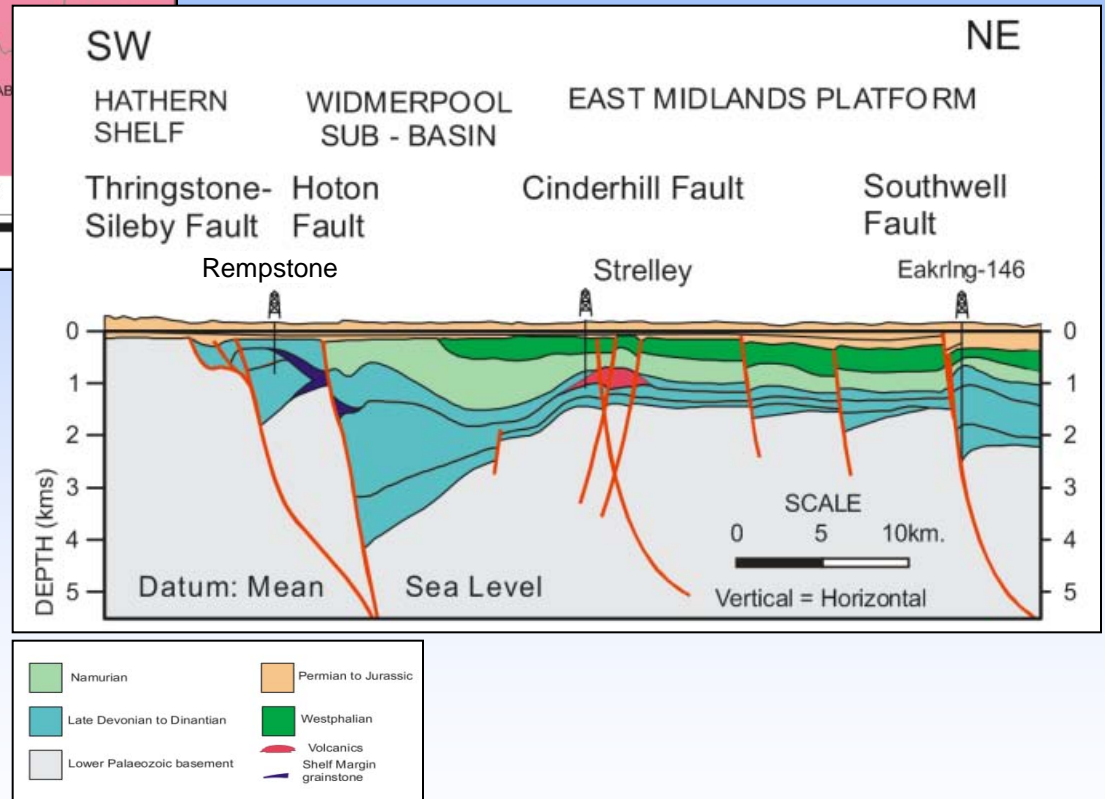 AB
SW
NE
HATHERN
SHELF
WIDMERPOOL
SUB - BASIN
EAST MIDLANDS PLATFORM
Thringstone-
Sileby Fault
Hoton
Fault
Cinderhill Fault
Southwell
Fault
Rempstone
Strelley
Eakrlng-146
0
1
2
3
4
5
DEPTH (kms)
0
1
2
3
4
5
SCALE
0 5 10km.
Vertical = Horizontal
Datum: Mean Sea Level
Namurian
Late Devonian to Dinantian
Lower Palaeozoic basement
Permian to Jurassic
Westphalian
Volcanics
Shelf Margin
grainstone